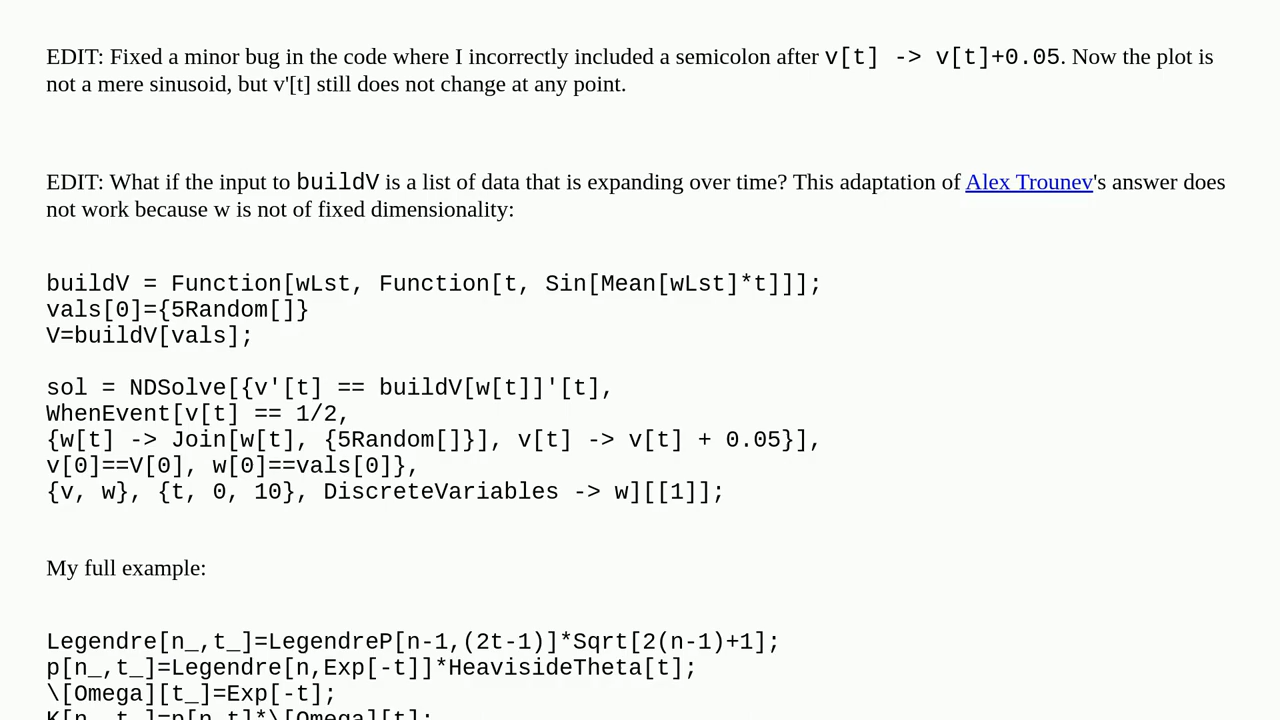 EDIT: Fixed a minor bug in the code where I incorrectly included a semicolon after v[t] -> v[t]+0.05. Now the plot is
not a mere sinusoid, but v'[t] still does not change at any point.
EDIT: What if the input to buildV is a list of data that is expanding over time? This adaptation of Alex Trounev's answer does
not work because w is not of fixed dimensionality:
buildV = Function[wLst, Function[t, Sin[Mean[wLst]*t]]];
vals[0]={5Random[]}
V=buildV[vals];
sol = NDSolve[{v'[t] == buildV[w[t]]'[t],
WhenEvent[v[t] == 1/2,
{w[t] -> Join[w[t], {5Random[]}], v[t] -> v[t] + 0.05}],
v[0]==V[0], w[0]==vals[0]},
{v, w}, {t, 0, 10}, DiscreteVariables -> w][[1]];
My full example:
Legendre[n_,t_]=LegendreP[n-1,(2t-1)]*Sqrt[2(n-1)+1];
p[n_,t_]=Legendre[n,Exp[-t]]*HeavisideTheta[t];
\[Omega][t_]=Exp[-t];
K[n_,t_]=p[n,t]*\[Omega][t];